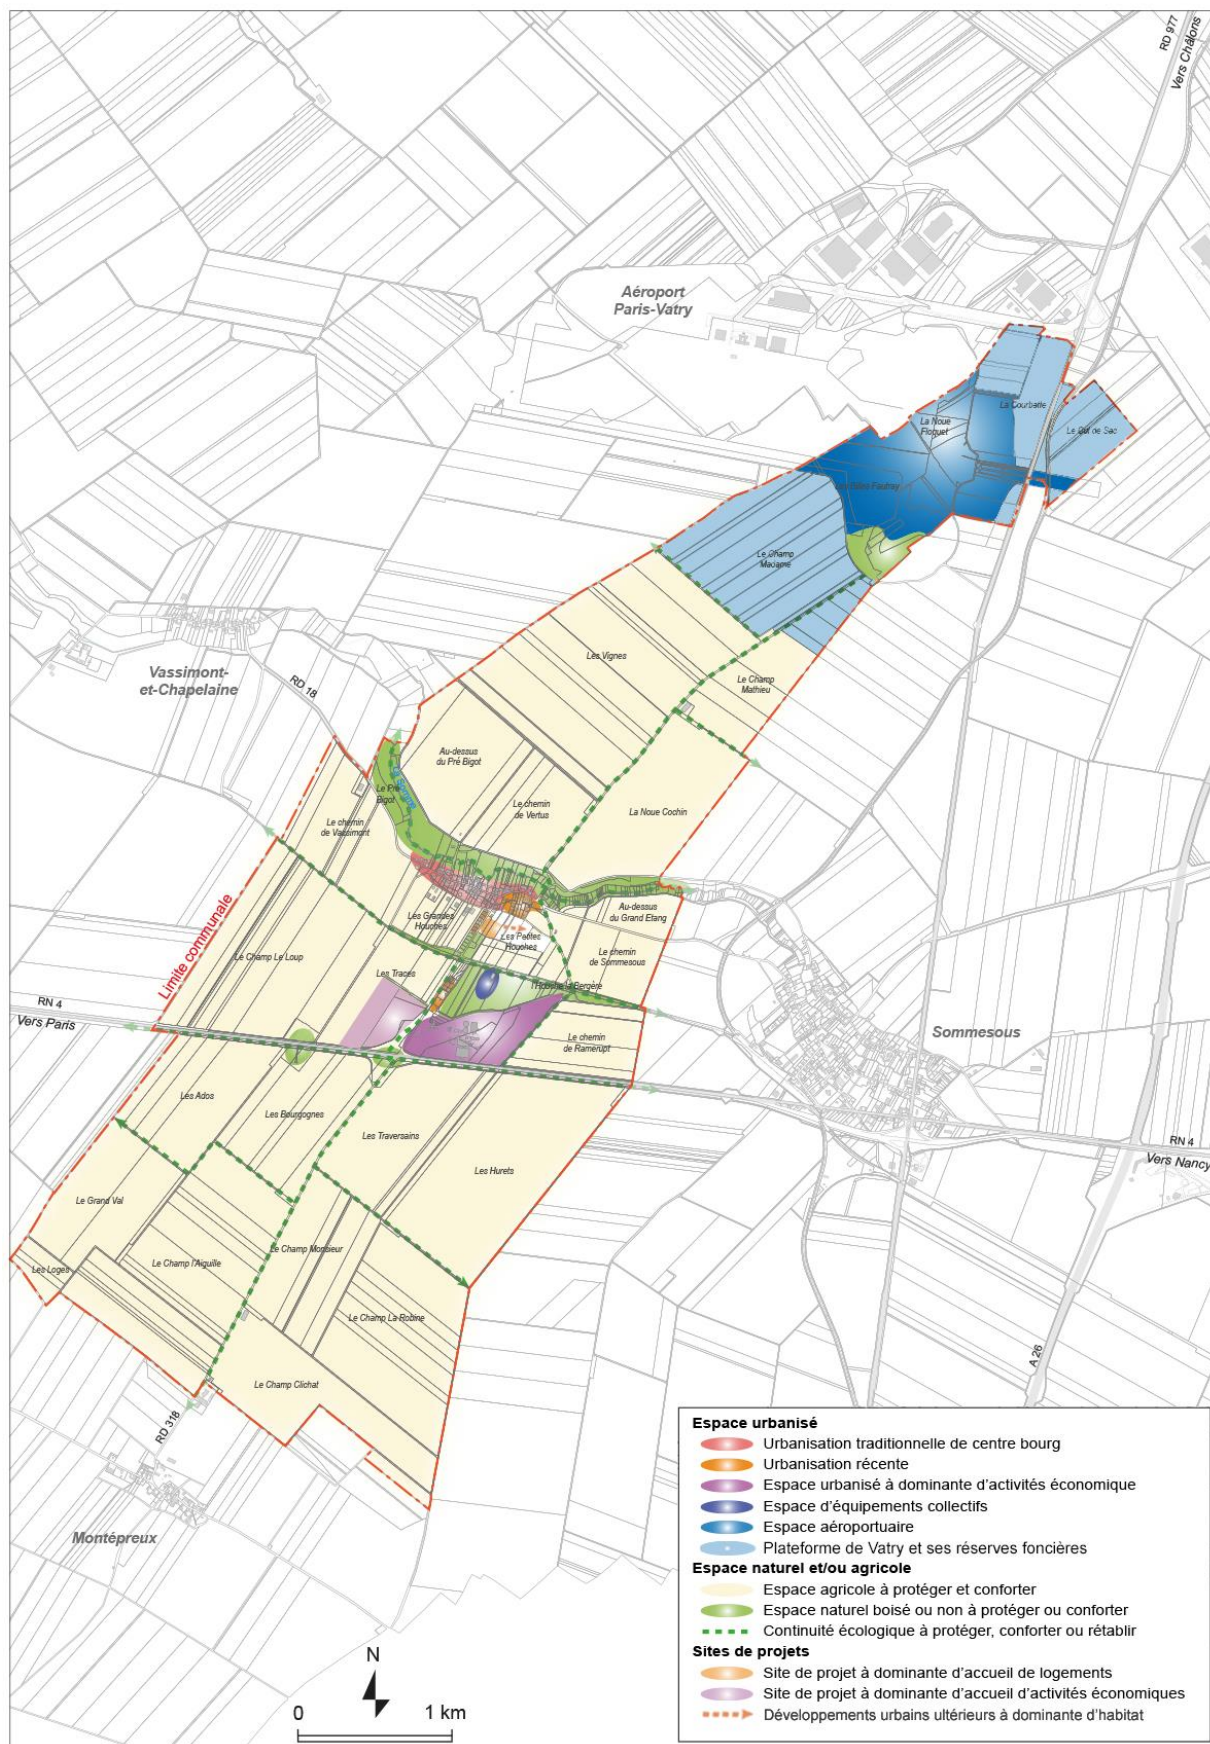 RD 977
Vers Châlons
Aéroport
Paris-Vatry
La Courbatte
La Noue
Floquet
Le Cul de Sac
Le Champ
Madame
Les Vignes
Vassimont-
et-Chapelaine
RD 18
Le Champ
Mathieu
Au-dessus
du Pré Bigot
La Somme
Le Pré
Bigot
Le chemin
de Vertus
La Noue Cochin
Le chemin
de Vassimont
Au-dessus
du Grand Etang
Les Grandes
Houches
Les Petites
Houches
Le chemin
de Sommesous
Limite communale
Le Champ Le Loup
Les Traces
l'Housche la Bergère
RN 4
Vers Paris
Sommesous
Le chemin
de Ramerupt
Les Ados
Les Bourgognes
Les Traversains
RN 4
Vers Nancy
Les Hurets
Le Grand Val
Le Champ Monsieur
Les Loges
Le Champ l'Aiguille
Le Champ La Robine
A 26
Le Champ Clichat
RD 318
Montépreux
N
0 1 km
Espace urbanisé
Urbanisation traditionnelle de centre bourg
Urbanisation récente
Espace urbanisé à dominante d'activités économique
Espace d'équipements collectifs
Espace aéroportuaire
Plateforme de Vatry et ses réserves foncières
Espace naturel et/ou agricole
Espace agricole à protéger et conforter
Espace naturel boisé ou non à protéger ou conforter
Continuité écologique à protéger, conforter ou rétablir
Sites de projets
Site de projet à dominante d'accueil de logements
Site de projet à dominante d'accueil d'activités économiques
Développements urbains ultérieurs à dominante d'habitat